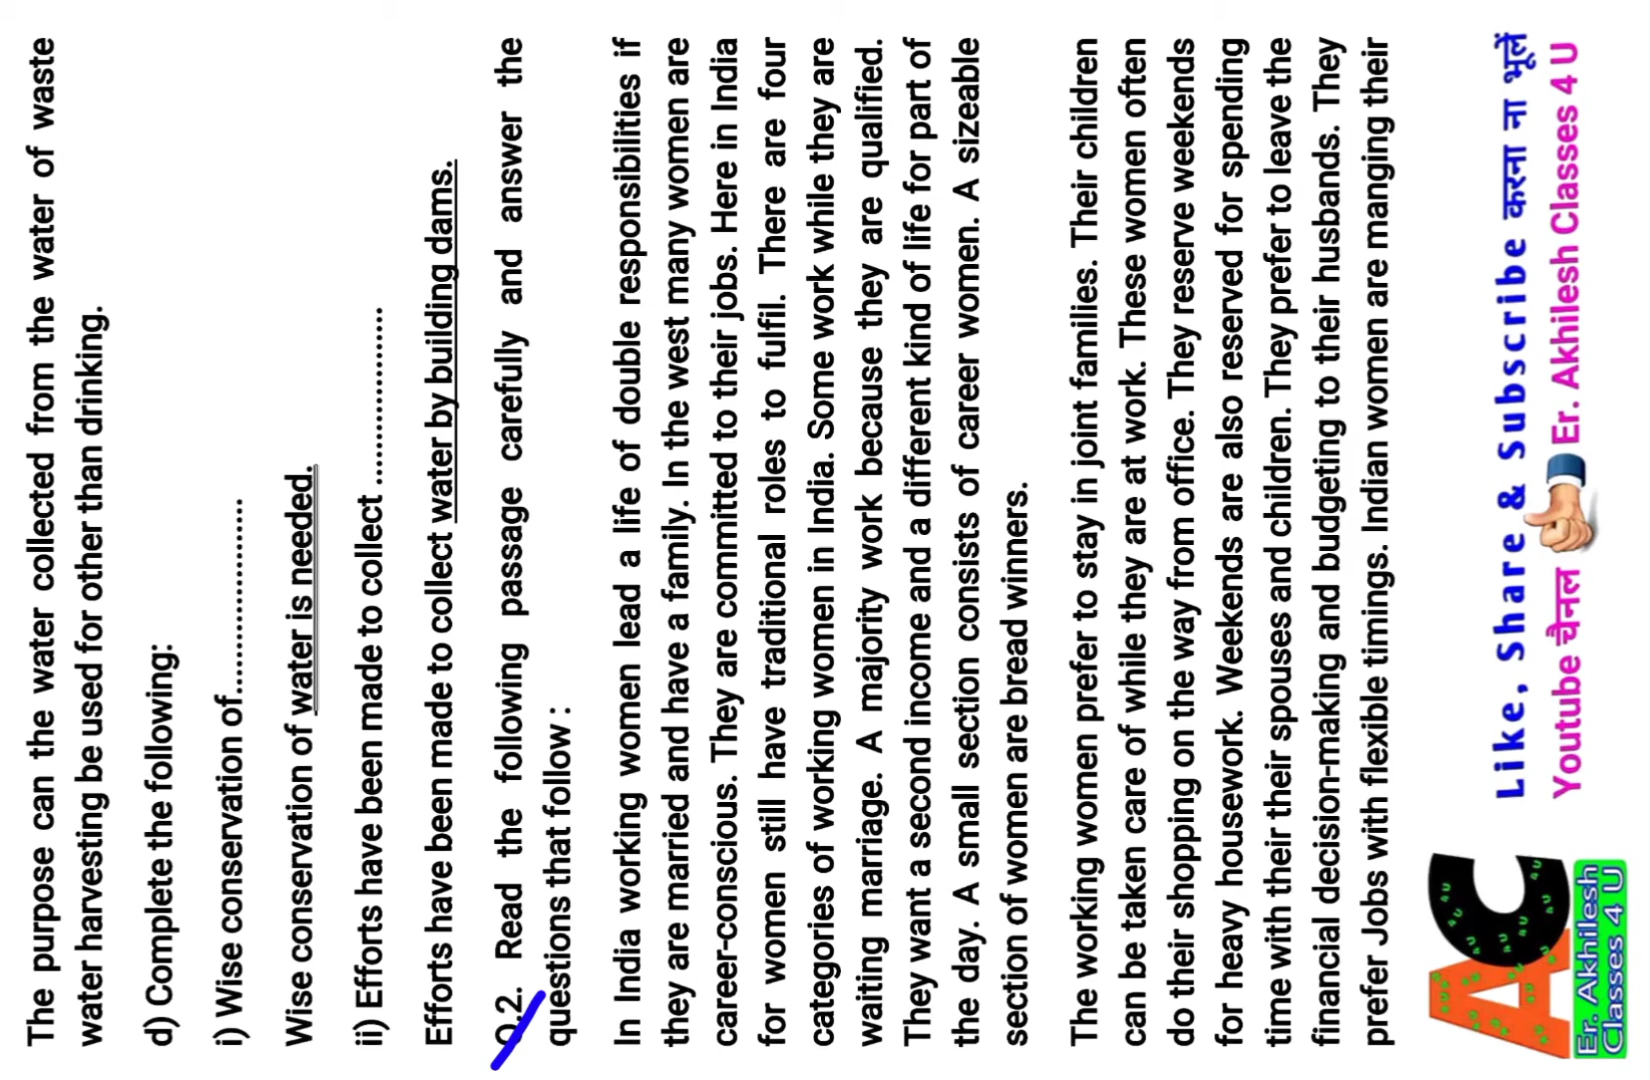 The purpose can the water collected from the water of waste
water harvesting be used for other than drinking.
d) Complete the following:
i) Wise conservation of..................
Wise conservation of water is needed.
ii) Efforts have been made to collect ..................
Efforts have been made to collect water by building dams.
Q.2. Read the following passage carefully and answer the
questions that follow :
In India working women lead a life of double responsibilities if
they are married and have a family. In the west many women are
career-conscious. They are committed to their jobs. Here in India
for women still have traditional roles to fulfil. There are four
categories of working women in India. Some work while they are
waiting marriage. A majority work because they are qualified.
They want a second income and a different kind of life for part of
the day. A small section consists of career women. A sizeable
section of women are bread winners.
The working women prefer to stay in joint families. Their children
can be taken care of while they are at work. These women often
do their shopping on the way from office. They reserve weekends
for heavy housework. Weekends are also reserved for spending
time with their their spouses and children. They prefer to leave the
financial decision-making and budgeting to their husbands. They
prefer Jobs with flexible timings. Indian women are manging their
AC
4U 4U 4U 4U 4U 4U 4U 4U
Er. Akhilesh
Classes 4 U
Like, Share & Subscribe करना ना भूलें
Youtube चैनल Er. Akhilesh Classes 4 U